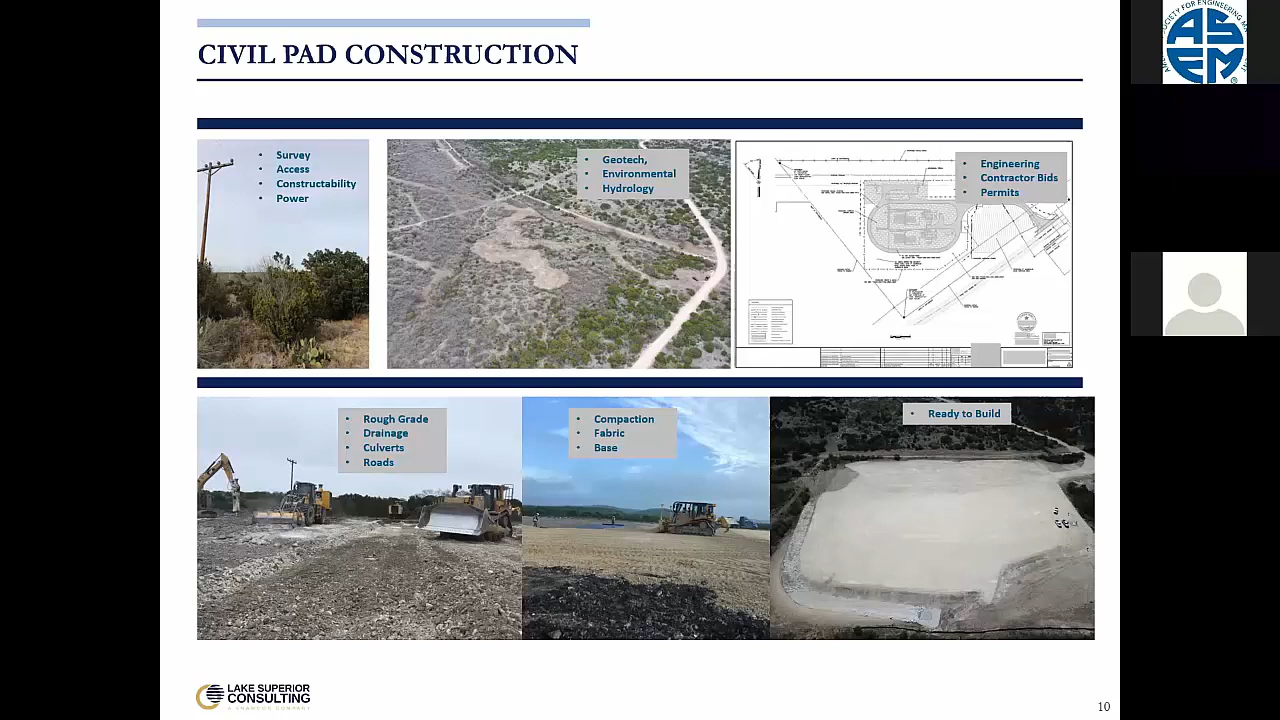 CIVIL PAD CONSTRUCTION
• Survey
• Access
• Constructability
• Power
• Geotech,
• Environmental
• Hydrology
• Engineering
• Contractor Bids
• Permits
• Rough Grade
• Drainage
• Culverts
• Roads
• Compaction
• Fabric
• Base
• Ready to Build
LAKE SUPERIOR
CONSULTING
10
ASEM